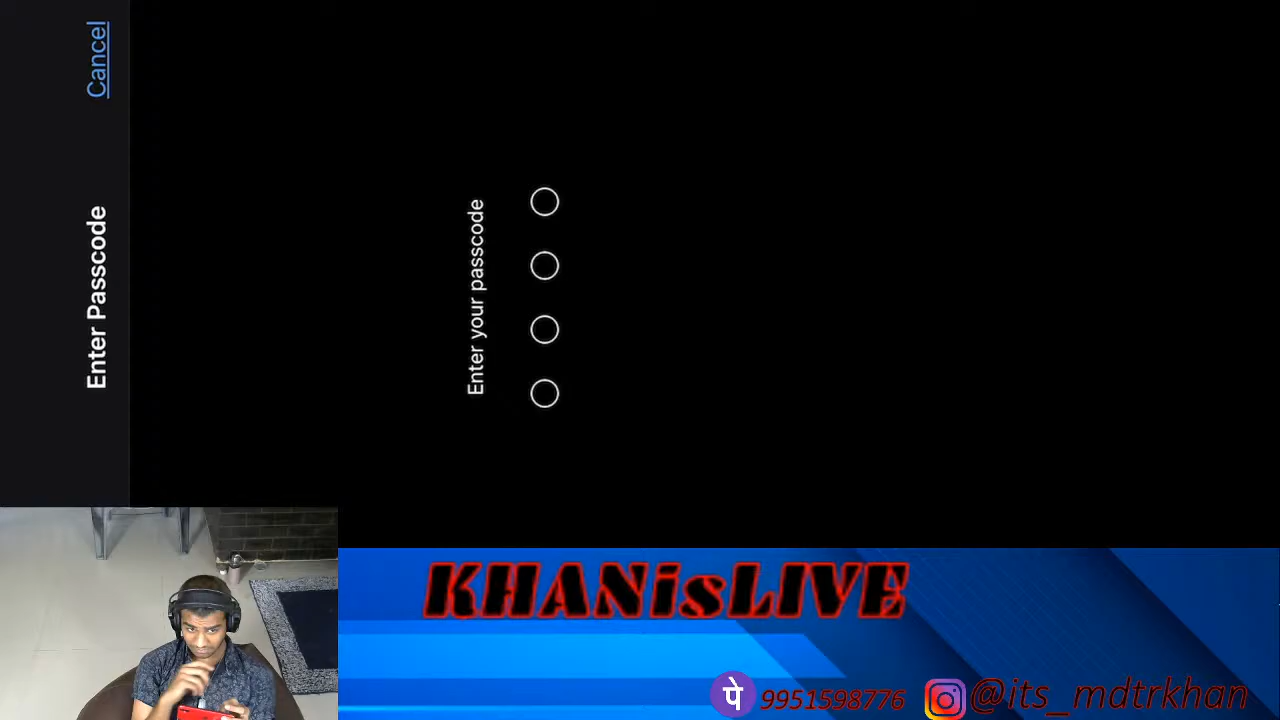 Cancel
Enter Passcode
Enter your passcode
KHANisLIVE
पे 9951598776
@its_mdtrkhan